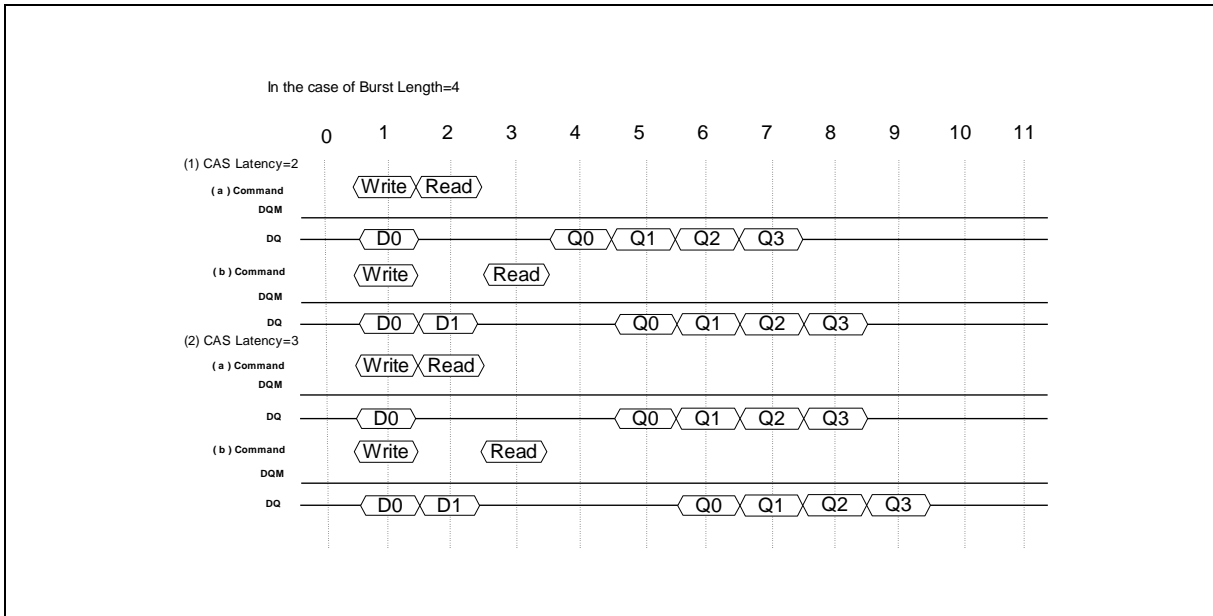 In the case of Burst Length=4
0 1 2 3 4 5 6 7 8 9 10 11
(1) CAS Latency=2
( a ) Command Write Read
DQM
DQ D0 Q0 Q1 Q2 Q3
( b ) Command Write Read
DQM
DQ D0 D1 Q0 Q1 Q2 Q3
(2) CAS Latency=3
( a ) Command Write Read
DQM
DQ D0 Q0 Q1 Q2 Q3
( b ) Command Write Read
DQM
DQ D0 D1 Q0 Q1 Q2 Q3